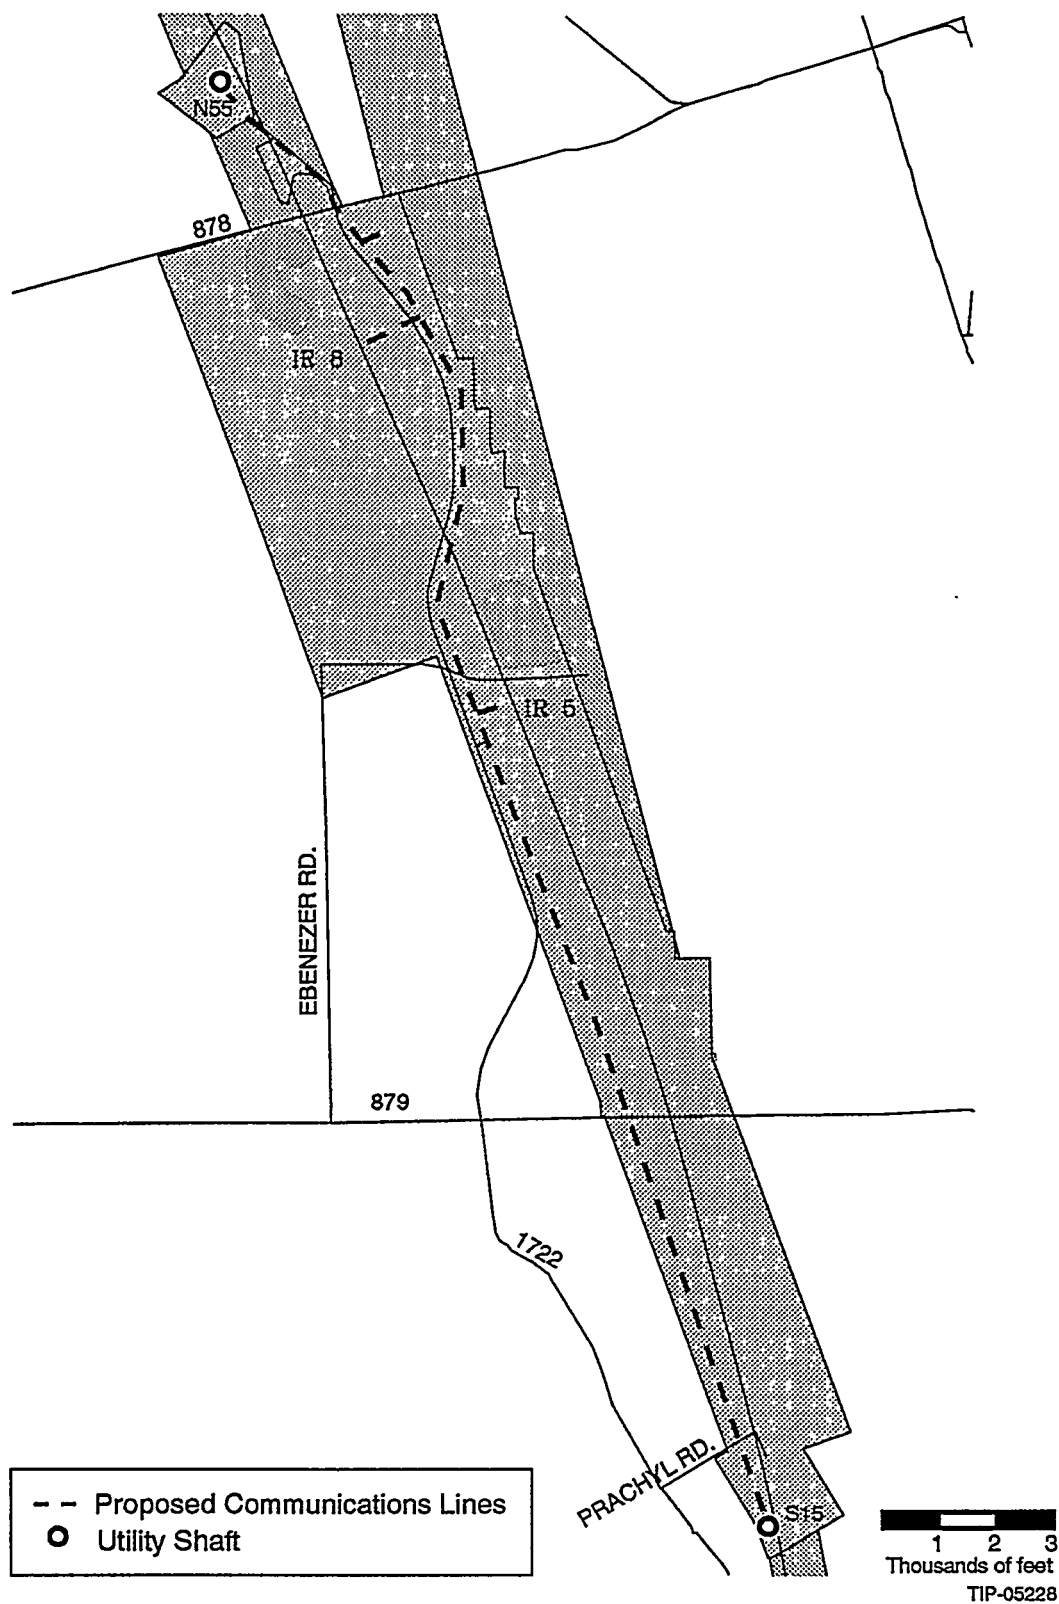 N55
878
IR 8
IR 5
EBENEZER RD.
879
1722
PRACHYL RD.
S15
Proposed Communications Lines
Utility Shaft
1 2 3
Thousands of feet
TIP-05228